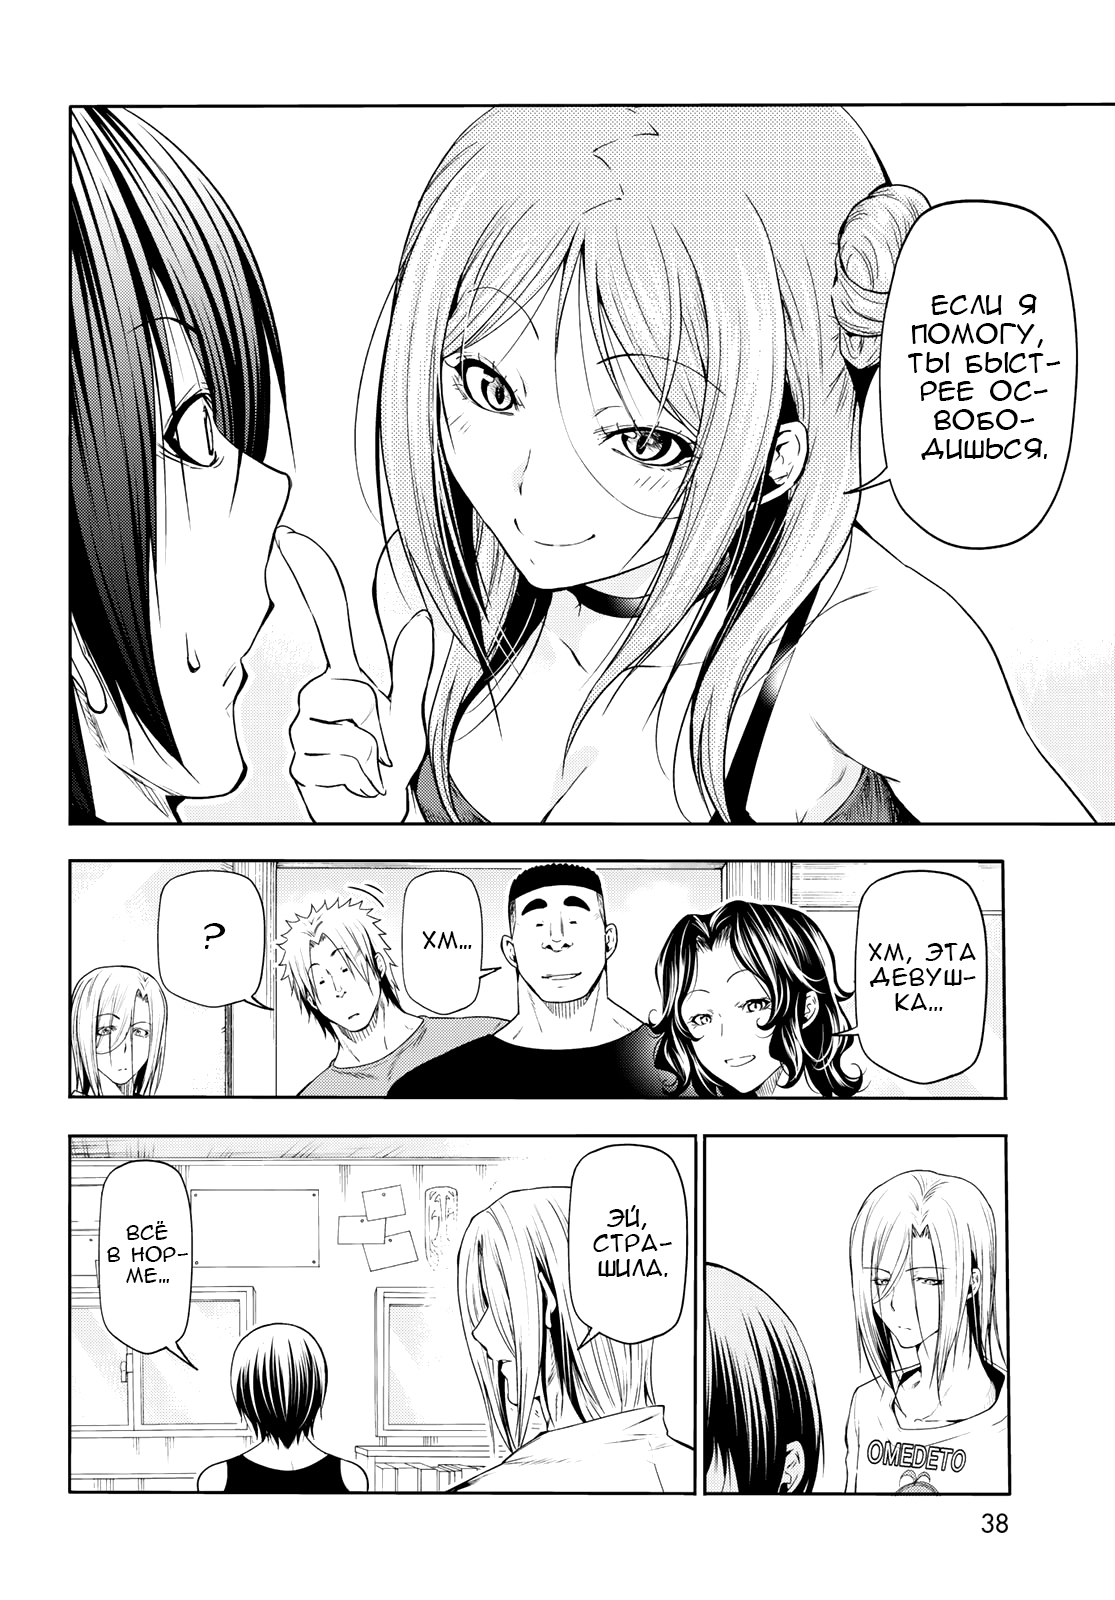 ЕСЛИ Я
ПОМОГУ,
ТЫ БЫСТ-
РЕЕ ОС-
ВОБО-
ДИШЬСЯ.
ХМ, ЭТА
ДЕВУШ-
КА...
ХМ...
?
OMEDETO
ЭЙ,
СТРА-
ШИЛА.
ВСЁ
В НОР-
МЕ...
38